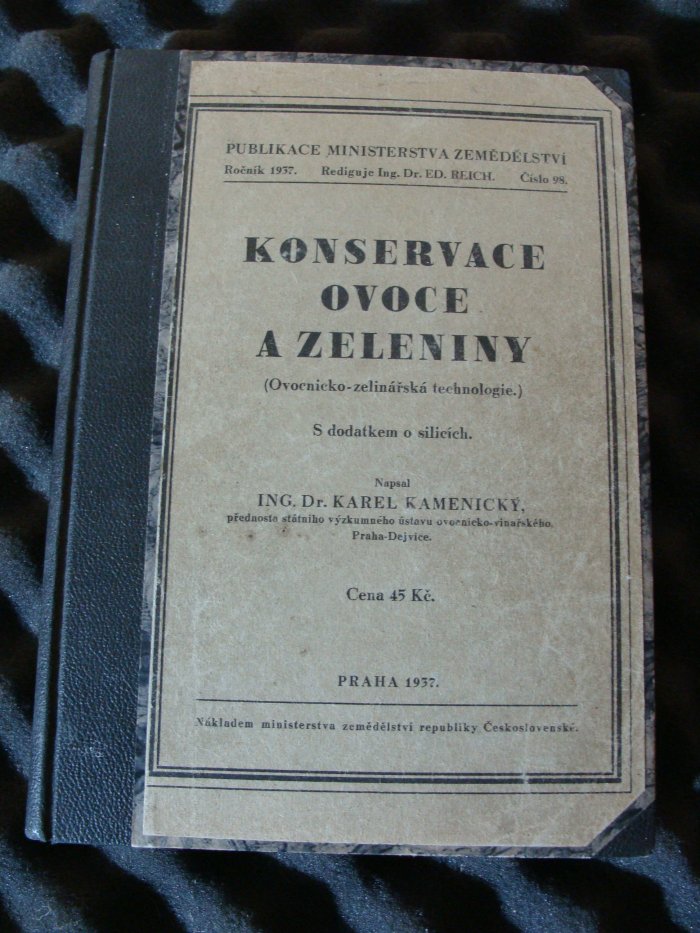 PUBLIKACE MINISTERSTVA ZEMĚDĚLSTVÍ
Ročník 1937. Rediguje Ing. Dr. ED. REICH. Číslo 98.
KONSERVACE
OVOCE
A ZELENINY
(Ovocnicko-zelinářská technologie.)
S dodatkem o silicích.
Napsal
ING. Dr. KAREL KAMENICKÝ,
přednosta státního výzkumného ústavu ovocnicko-vinařského.
Praha-Dejvice.
Cena 45 Kč.
PRAHA 1937.
Nákladem ministerstva zemědělství republiky Československé.